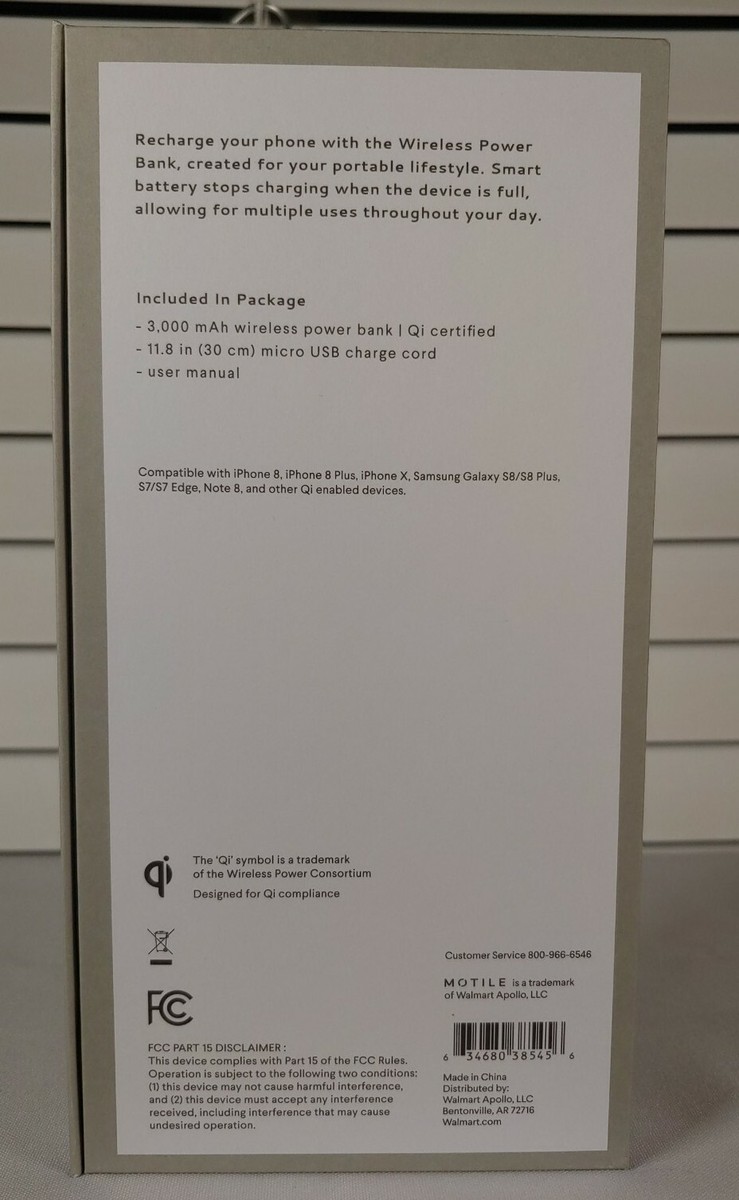 Recharge your phone with the Wireless Power
Bank, created for your portable lifestyle. Smart
battery stops charging when the device is full,
allowing for multiple uses throughout your day.
Included In Package
- 3,000 mAh wireless power bank | Qi certified
- 11.8 in (30 cm) micro USB charge cord
- user manual
Compatible with iPhone 8, iPhone 8 Plus, iPhone X, Samsung Galaxy S8/S8 Plus,
S7/S7 Edge, Note 8, and other Qi enabled devices.
qi
The 'Qi' symbol is a trademark
of the Wireless Power Consortium
Designed for Qi compliance
FCC
FCC PART 15 DISCLAIMER :
This device complies with Part 15 of the FCC Rules.
Operation is subject to the following two conditions:
(1) this device may not cause harmful interference,
and (2) this device must accept any interference
received, including interference that may cause
undesired operation.
Customer Service 800-966-6546
MOTILE is a trademark
of Walmart Apollo, LLC
6 34680 38545 6
Made in China
Distributed by:
Walmart Apollo, LLC
Bentonville, AR 72716
Walmart.com